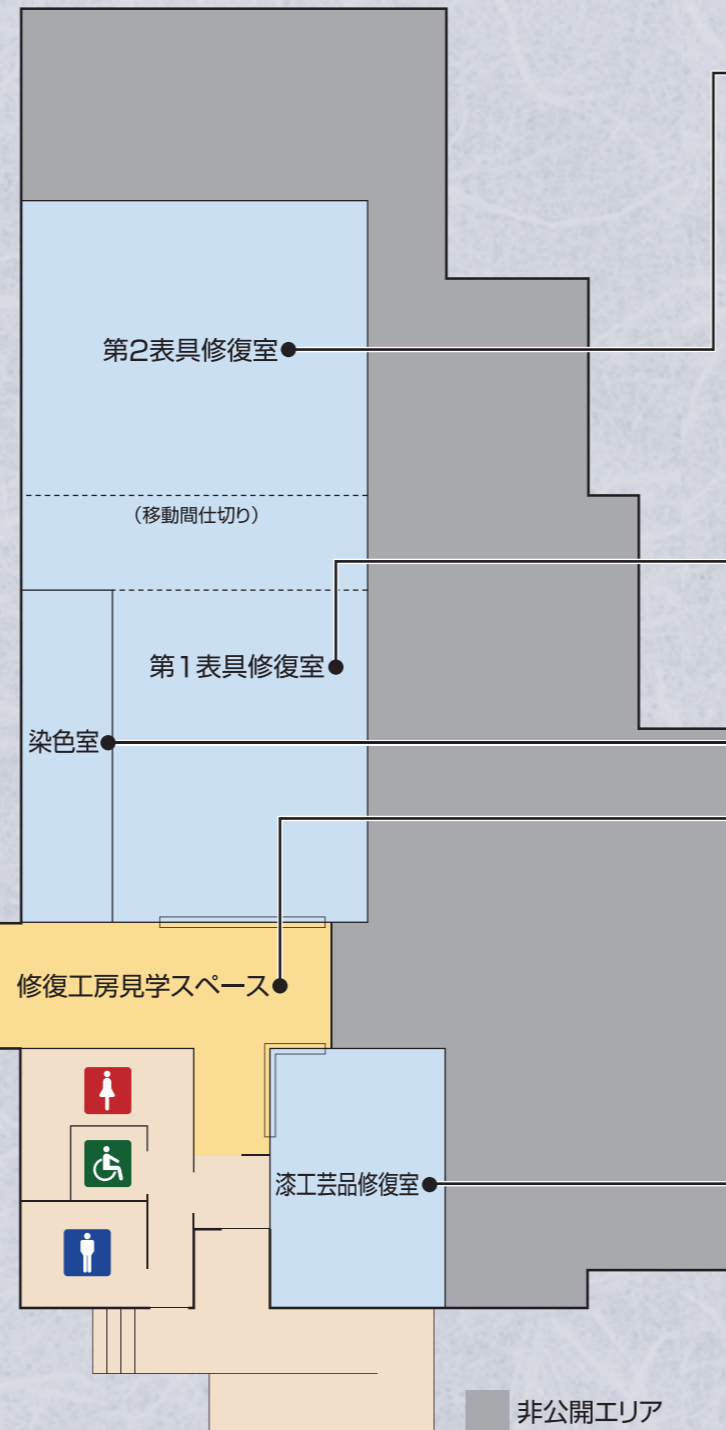 第2表具修復室
（移動間仕切り）
第1表具修復室
染色室
修復工房見学スペース
漆工芸品修復室
非公開エリア